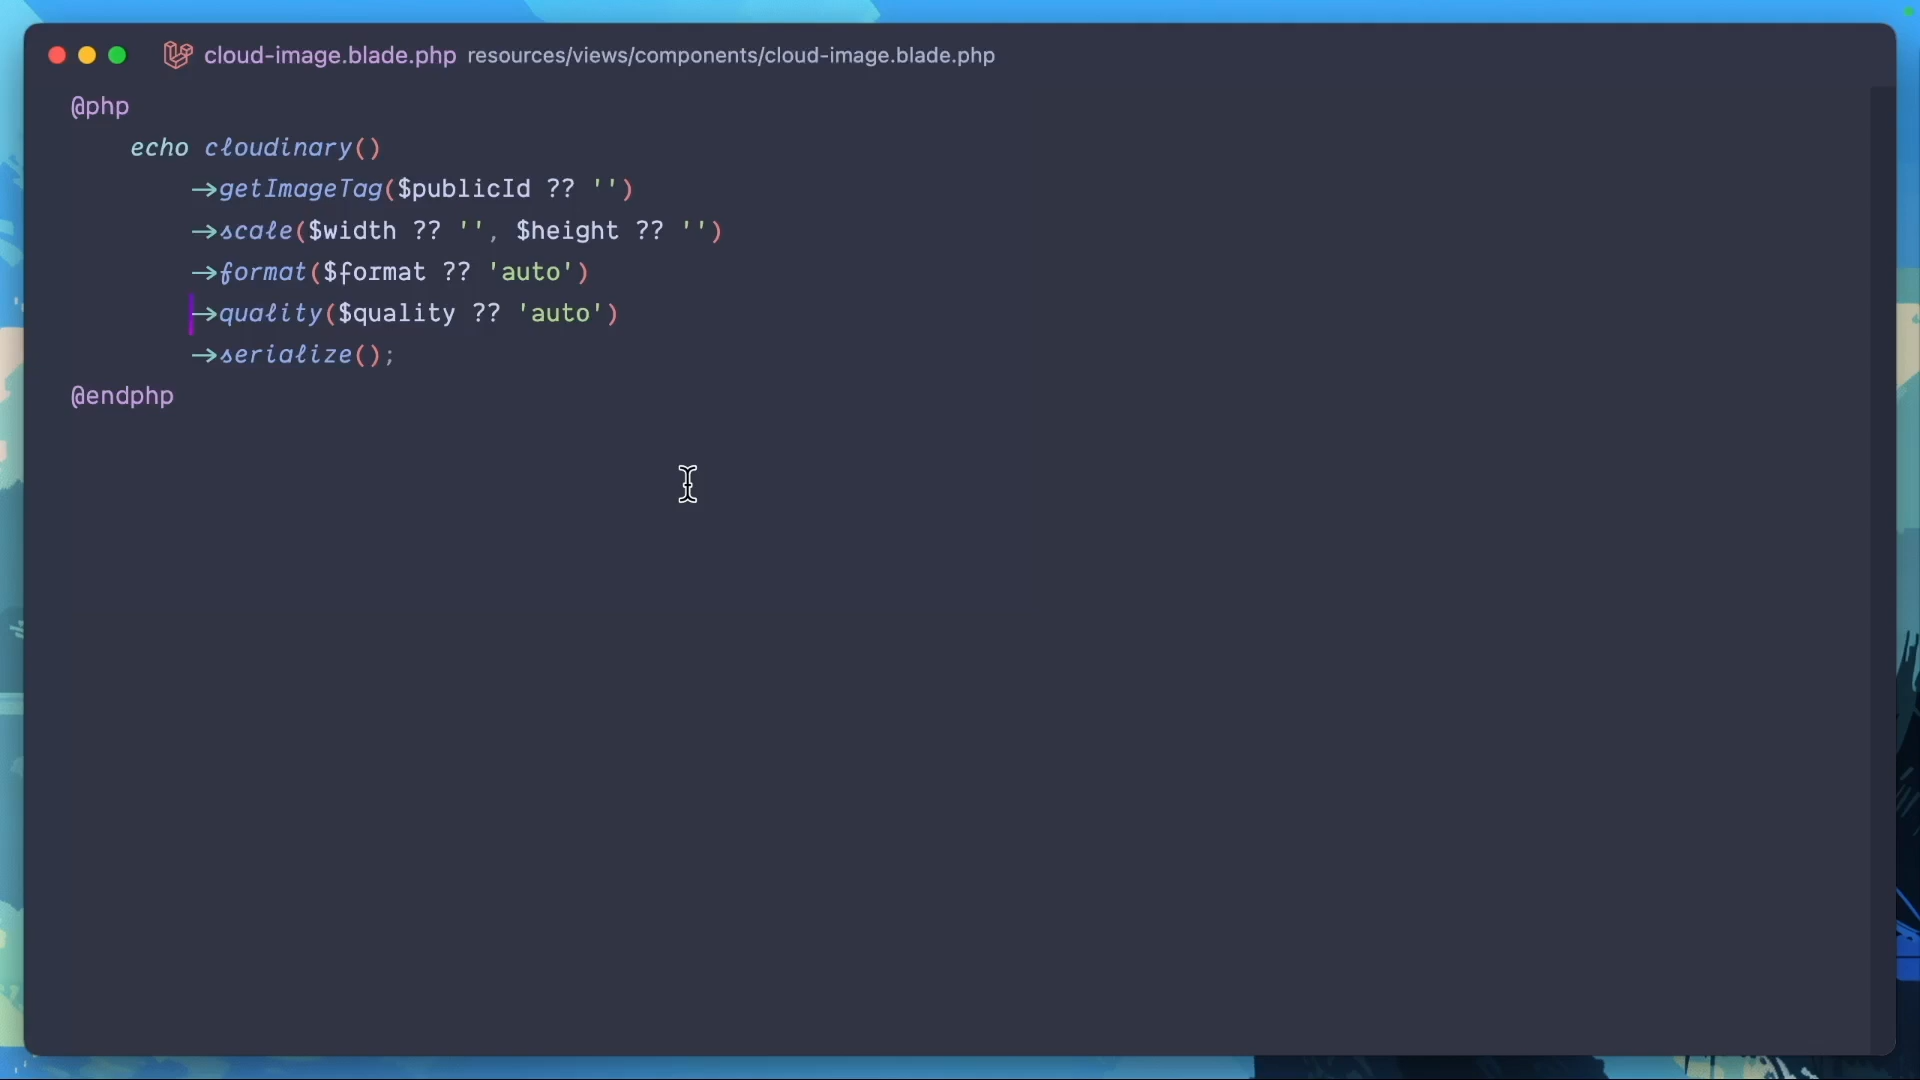 cloud-image.blade.php resources/views/components/cloud-image.blade.php
@php
echo cloudinary()
->getImageTag($publicId ?? '')
->scale($width ?? '', $height ?? '')
->format($format ?? 'auto')
->quality($quality ?? 'auto')
->serialize();
@endphp